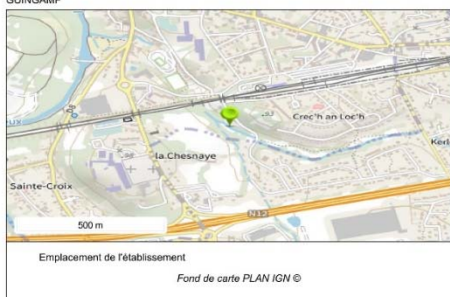 GUINGAMP
Crec'h an Loc'h
la Chesnaye
Sainte-Croix
500 m
N12
Emplacement de l'établissement
Fond de carte PLAN IGN ©